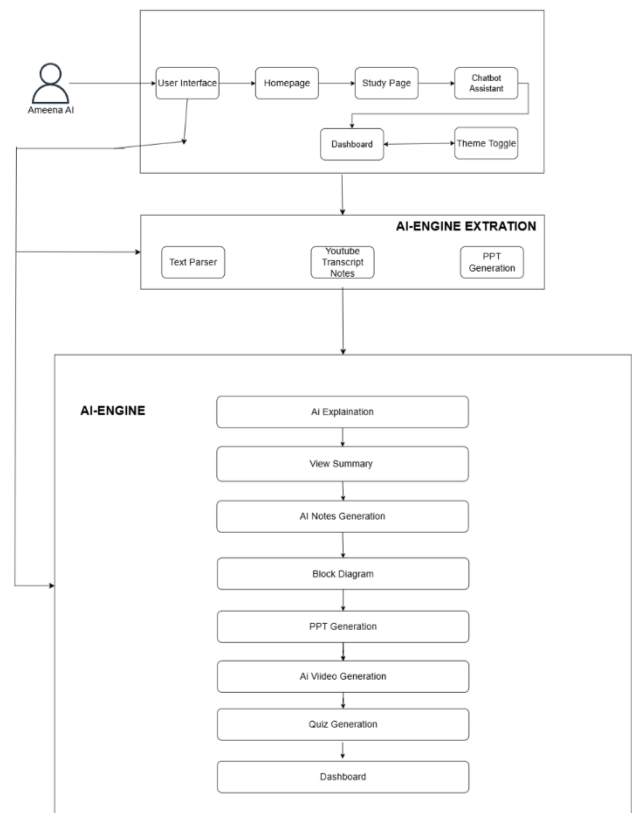 Ameena AI
User Interface
Homepage
Study Page
Chatbot
Assistant
Dashboard
Theme Toggle
AI-ENGINE EXTRATION
Text Parser
Youtube
Transcript
Notes
PPT
Generation
AI-ENGINE
Ai Explaination
View Summary
AI Notes Generation
Block Diagram
PPT Generation
Ai Viideo Generation
Quiz Generation
Dashboard